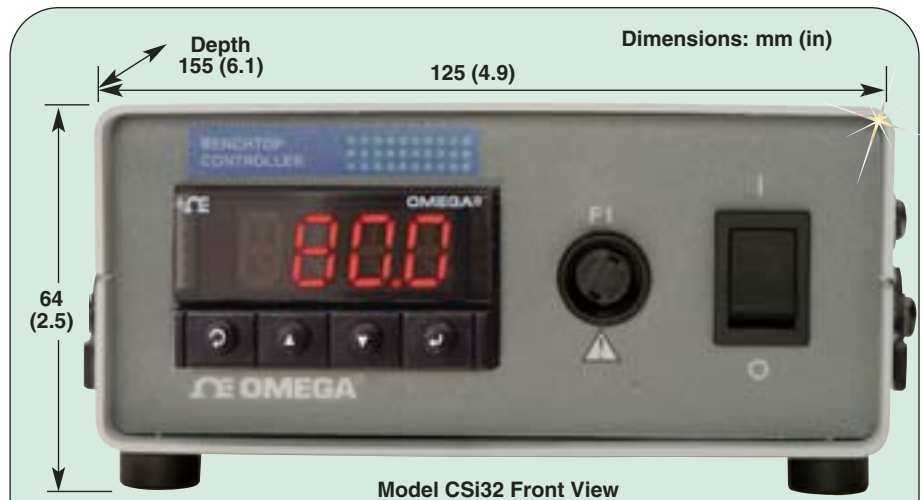 Depth
155 (6.1)
Dimensions: mm (in)
125 (4.9)
BENCHTOP
CONTROLLER
OMEGA
80.0
F1
I
64
(2.5)
O
OMEGA
Model CSi32 Front View